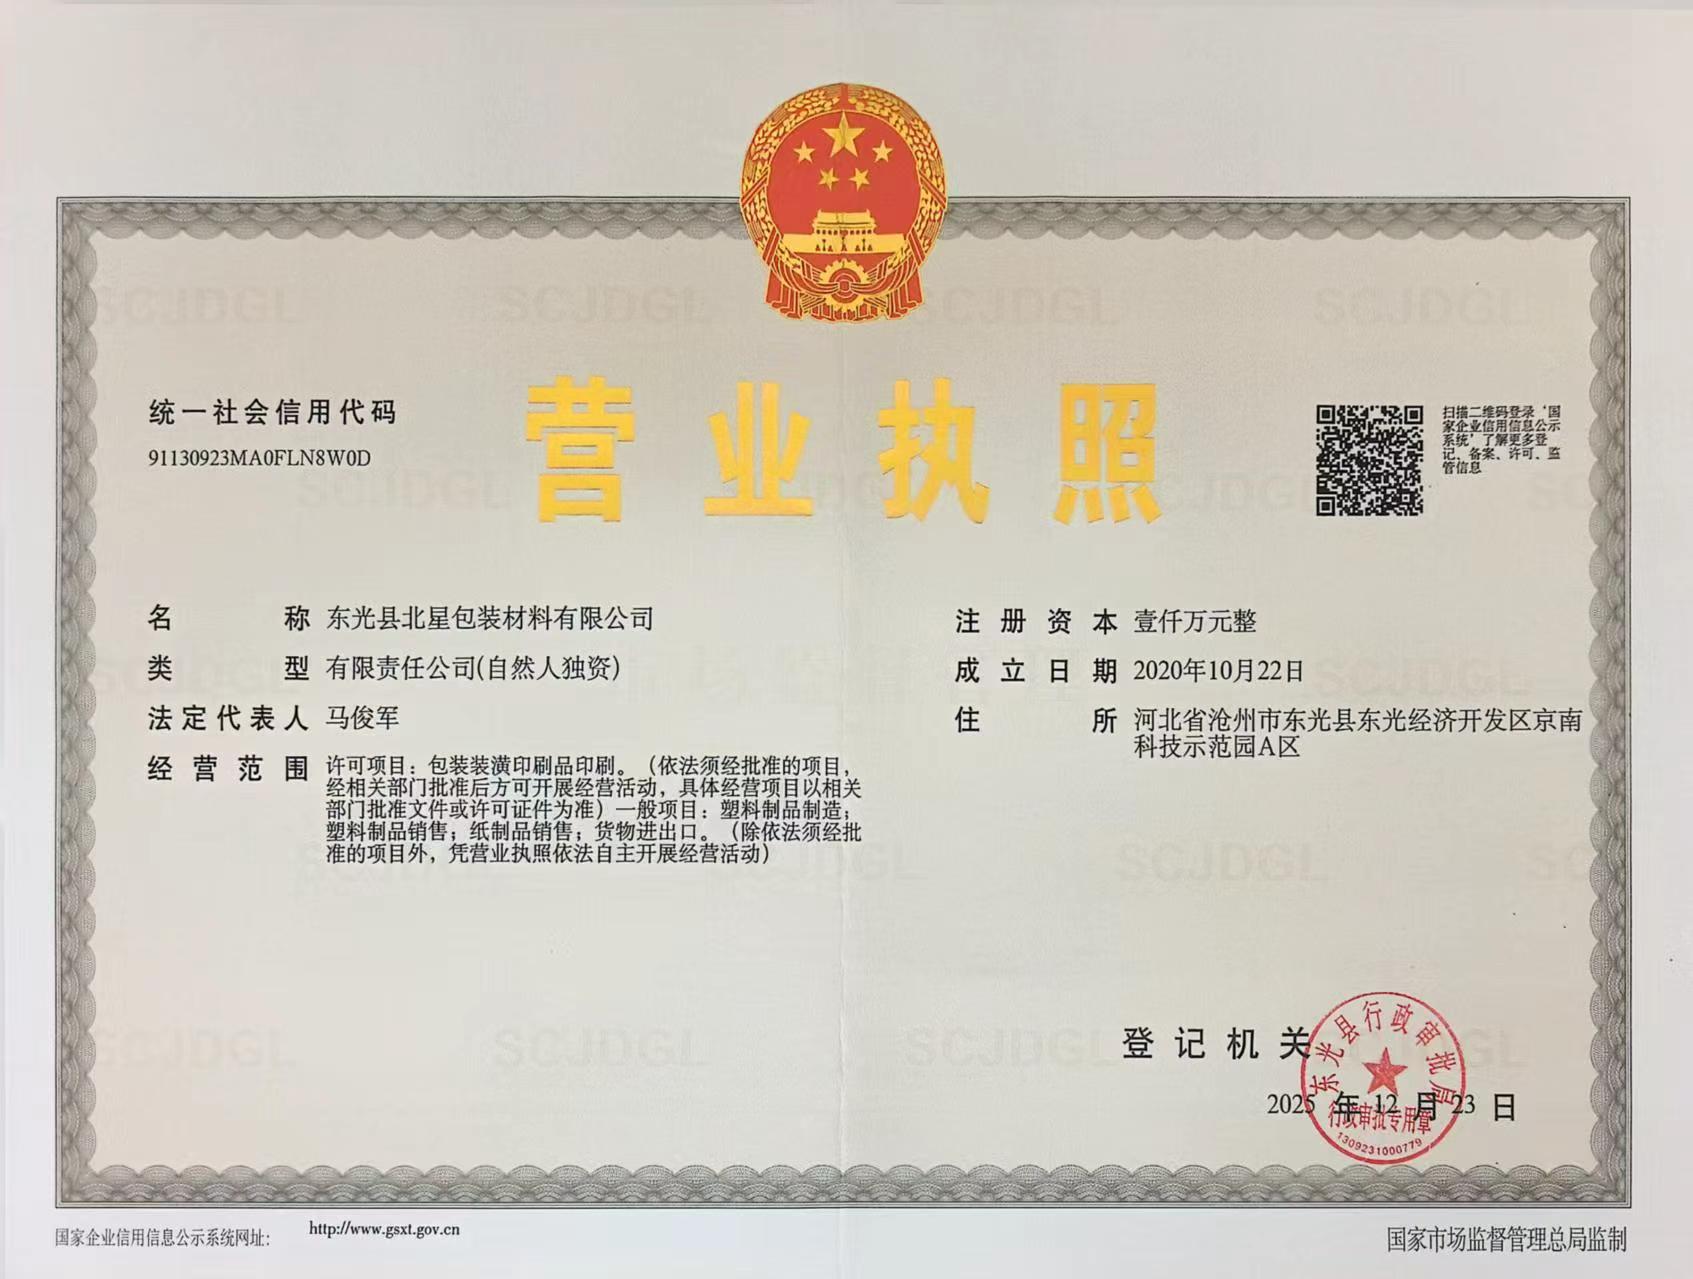 统一社会信用代码
91130923MA0FLN8W0D
营业执照
扫描二维码登录‘国
家企业信用信息公示
系统’了解更多登
记、备案、许可、监
管信息
名称 东光县北星包装材料有限公司
类型 有限责任公司(自然人独资)
法定代表人 马俊军
经营范围 许可项目：包装装潢印刷品印刷。（依法须经批准的项目，
经相关部门批准后方可开展经营活动，具体经营项目以相关
部门批准文件或许可证件为准）一般项目：塑料制品制造；
塑料制品销售；纸制品销售；货物进出口。（除依法须经批
准的项目外，凭营业执照依法自主开展经营活动）
注册资本 壹仟万元整
成立日期 2020年10月22日
住所 河北省沧州市东光县东光经济开发区京南
科技示范园A区
登记机关
东光县行政审批局
2025 年 12 月 23 日
行政审批专用章
1309231000779
国家企业信用信息公示系统网址： http://www.gsxt.gov.cn
国家市场监督管理总局监制
SCJDGL